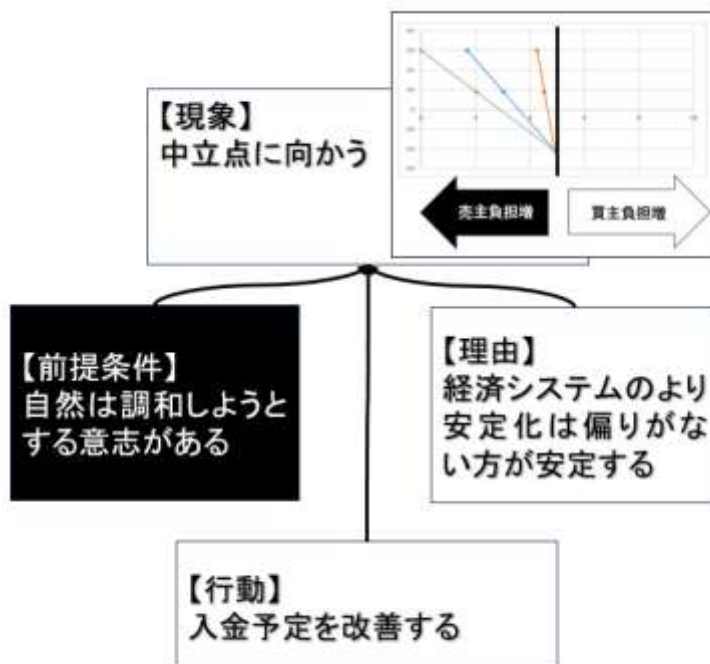 【現象】
中立点に向かう
売主負担増
買主負担増
【前提条件】
自然は調和しようと
する意志がある
【理由】
経済システムのより
安定化は偏りがな
い方が安定する
【行動】
入金予定を改善する